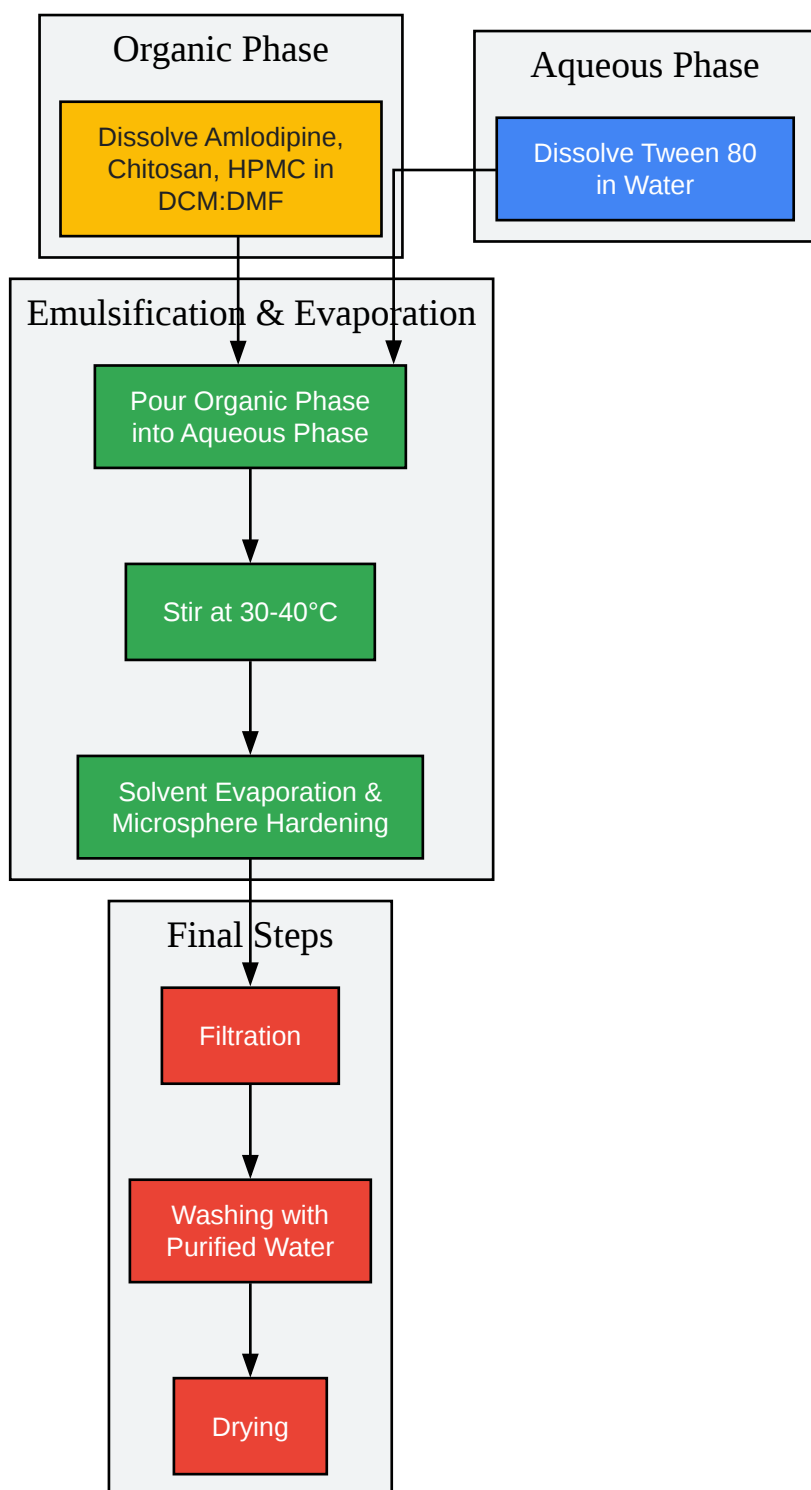 Organic Phase
Dissolve Amlodipine,
Chitosan, HPMC in
DCM:DMF
Aqueous Phase
Dissolve Tween 80
in Water
Emulsification & Evaporation
Pour Organic Phase
into Aqueous Phase
Stir at 30-40°C
Solvent Evaporation &
Microsphere Hardening
Final Steps
Filtration
Washing with
Purified Water
Drying